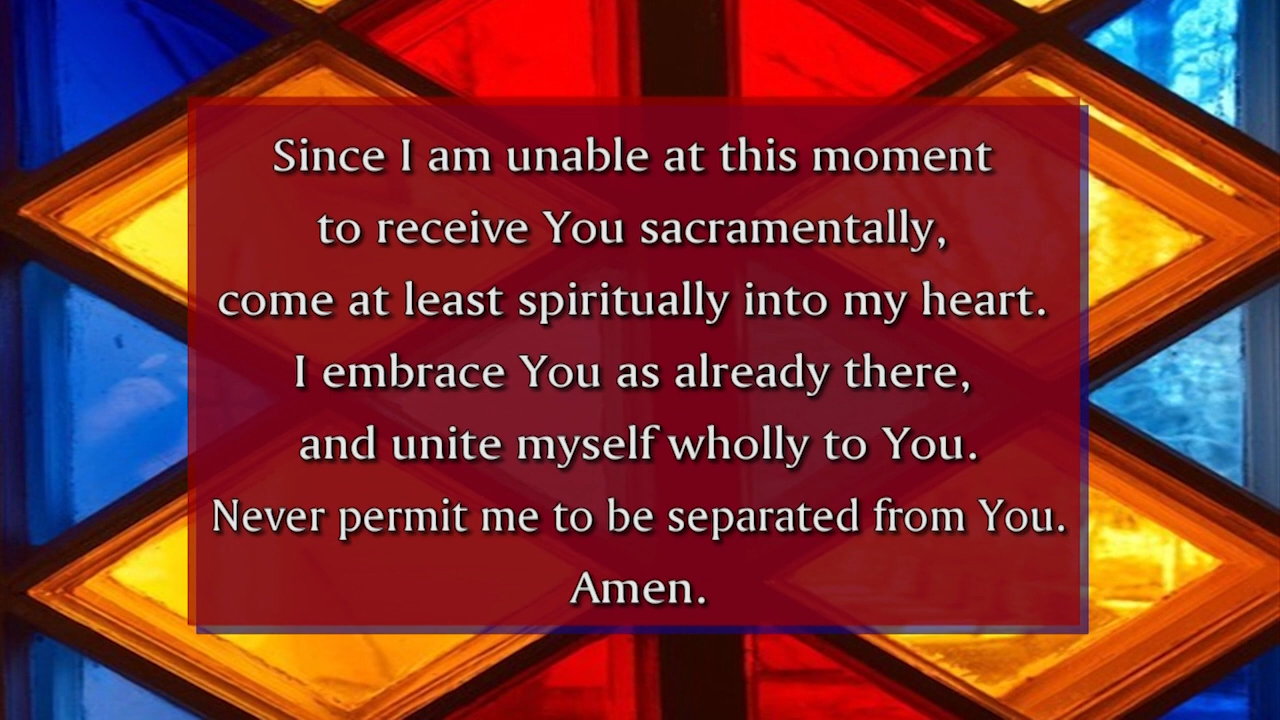 Since I am unable at this moment
to receive You sacramentally,
come at least spiritually into my heart.
I embrace You as already there,
and unite myself wholly to You.
Never permit me to be separated from You.
Amen.